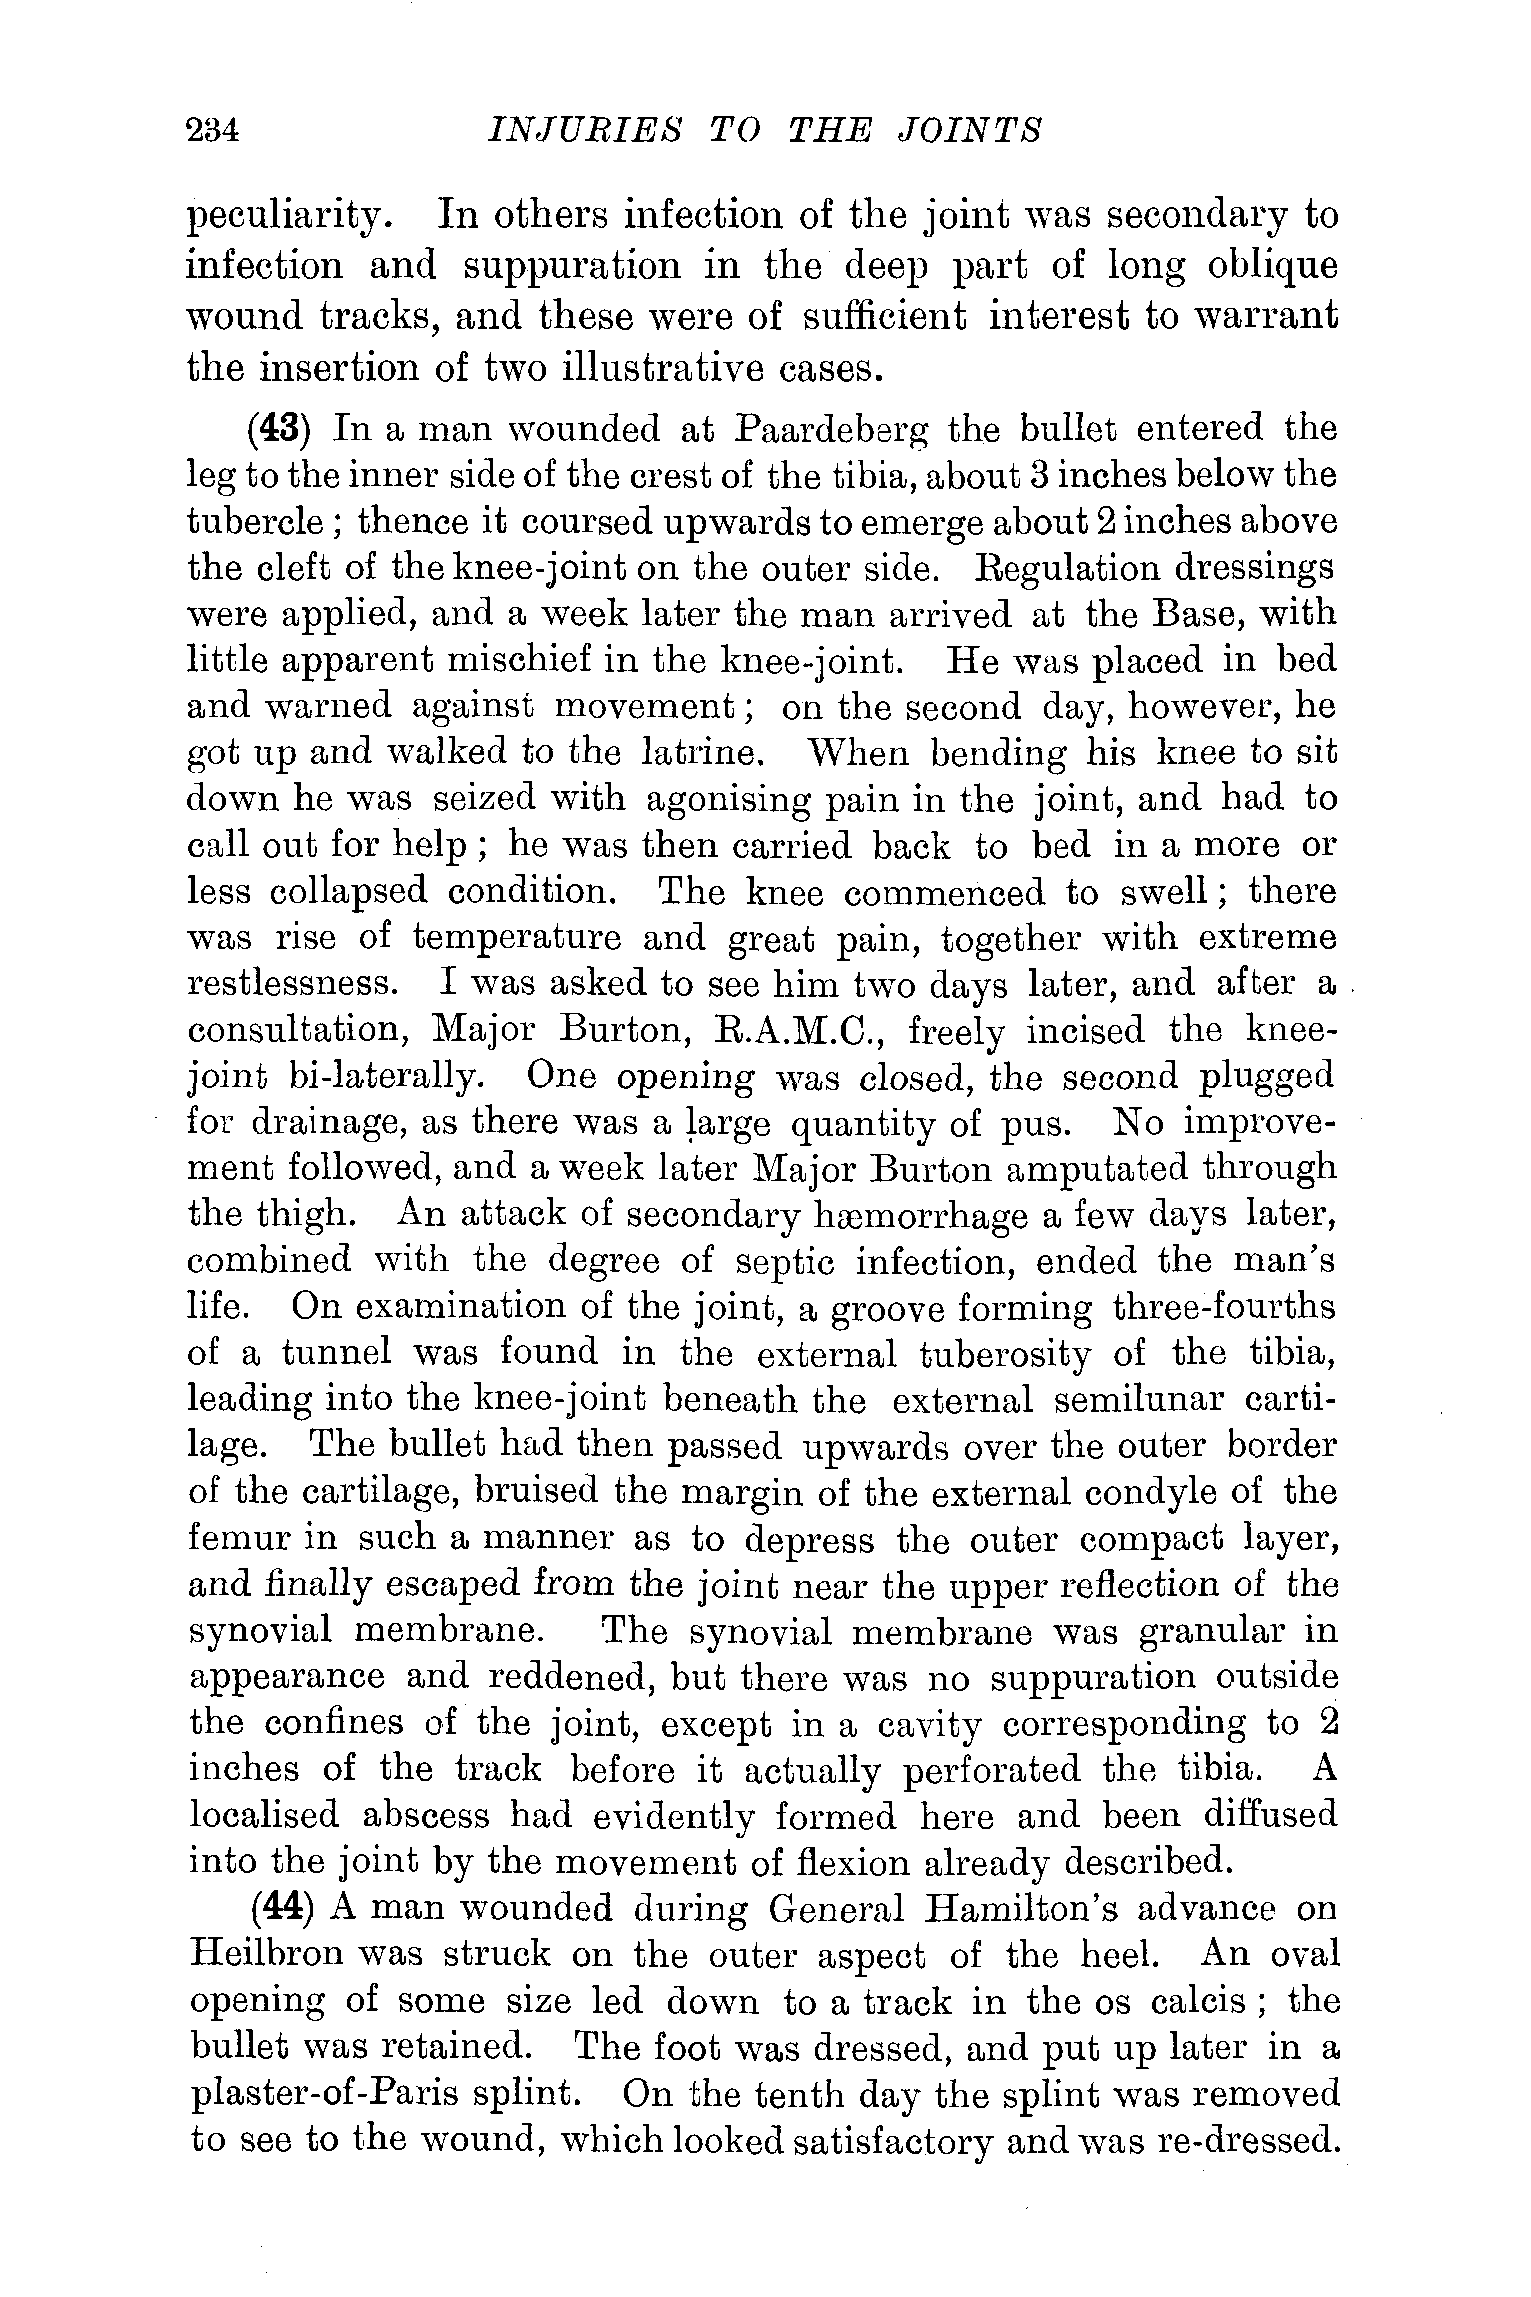 234 INJURIES TO THE JOINTS
peculiarity. In others infection of the joint was secondary to
infection and suppuration in the deep part of long oblique
wound tracks, and these were of sufficient interest to warrant
the insertion of two illustrative cases.
(43) In a man wounded at Paardeberg the bullet entered the
leg to the inner side of the crest of the tibia, about 3 inches below the
tubercle ; thence it coursed upwards to emerge about 2 inches above
the cleft of the knee-joint on the outer side. Regulation dressings
were applied, and a week later the man arrived at the Base, with
little apparent mischief in the knee-joint. He was placed in bed
and warned against movement ; on the second day, however, he
got up and walked to the latrine. When bending his knee to sit
down he was seized with agonising pain in the joint, and had to
call out for help ; he was then carried back to bed in a more or
less collapsed condition. The knee commenced to swell ; there
was rise of temperature and great pain, together with extreme
restlessness. I was asked to see him two days later, and after a
consultation, Major Burton, R.A.M.C., freely incised the knee-
joint bi-laterally. One opening was closed, the second plugged
for drainage, as there was a large quantity of pus. No improve-
ment followed, and a week later Major Burton amputated through
the thigh. An attack of secondary hæmorrhage a few days later,
combined with the degree of septic infection, ended the man's
life. On examination of the joint, a groove forming three-fourths
of a tunnel was found in the external tuberosity of the tibia,
leading into the knee-joint beneath the external semilunar carti-
lage. The bullet had then passed upwards over the outer border
of the cartilage, bruised the margin of the external condyle of the
femur in such a manner as to depress the outer compact layer,
and finally escaped from the joint near the upper reflection of the
synovial membrane. The synovial membrane was granular in
appearance and reddened, but there was no suppuration outside
the confines of the joint, except in a cavity corresponding to 2
inches of the track before it actually perforated the tibia. A
localised abscess had evidently formed here and been diffused
into the joint by the movement of flexion already described.
(44) A man wounded during General Hamilton's advance on
Heilbron was struck on the outer aspect of the heel. An oval
opening of some size led down to a track in the os calcis ; the
bullet was retained. The foot was dressed, and put up later in a
plaster-of-Paris splint. On the tenth day the splint was removed
to see to the wound, which looked satisfactory and was re-dressed.